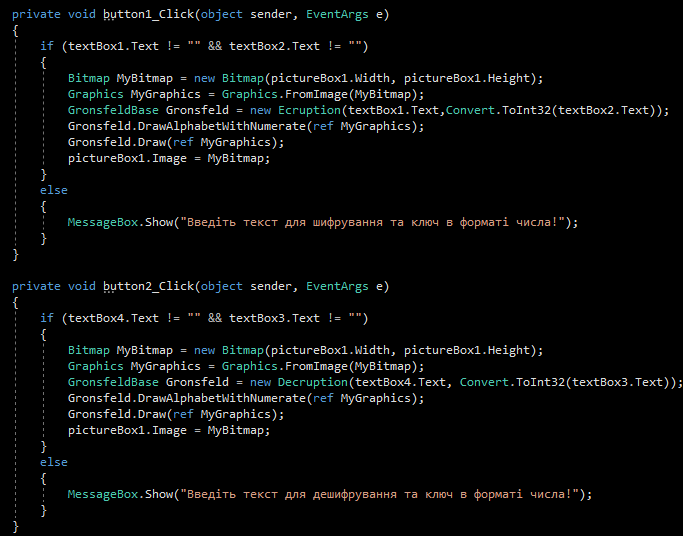 private void button1_Click(object sender, EventArgs e)
{
if (textBox1.Text != "" && textBox2.Text != "")
{
Bitmap MyBitmap = new Bitmap(pictureBox1.Width, pictureBox1.Height);
Graphics MyGraphics = Graphics.FromImage(MyBitmap);
GronsfeldBase Gronsfeld = new Ecruption(textBox1.Text,Convert.ToInt32(textBox2.Text));
Gronsfeld.DrawAlphabetWithNumerate(ref MyGraphics);
Gronsfeld.Draw(ref MyGraphics);
pictureBox1.Image = MyBitmap;
}
else
{
MessageBox.Show("Введіть текст для шифрування та ключ в форматі числа!");
}
}
private void button2_Click(object sender, EventArgs e)
{
if (textBox4.Text != "" && textBox3.Text != "")
{
Bitmap MyBitmap = new Bitmap(pictureBox1.Width, pictureBox1.Height);
Graphics MyGraphics = Graphics.FromImage(MyBitmap);
GronsfeldBase Gronsfeld = new Decruption(textBox4.Text, Convert.ToInt32(textBox3.Text));
Gronsfeld.DrawAlphabetWithNumerate(ref MyGraphics);
Gronsfeld.Draw(ref MyGraphics);
pictureBox1.Image = MyBitmap;
}
else
{
MessageBox.Show("Введіть текст для дешифрування та ключ в форматі числа!");
}
}